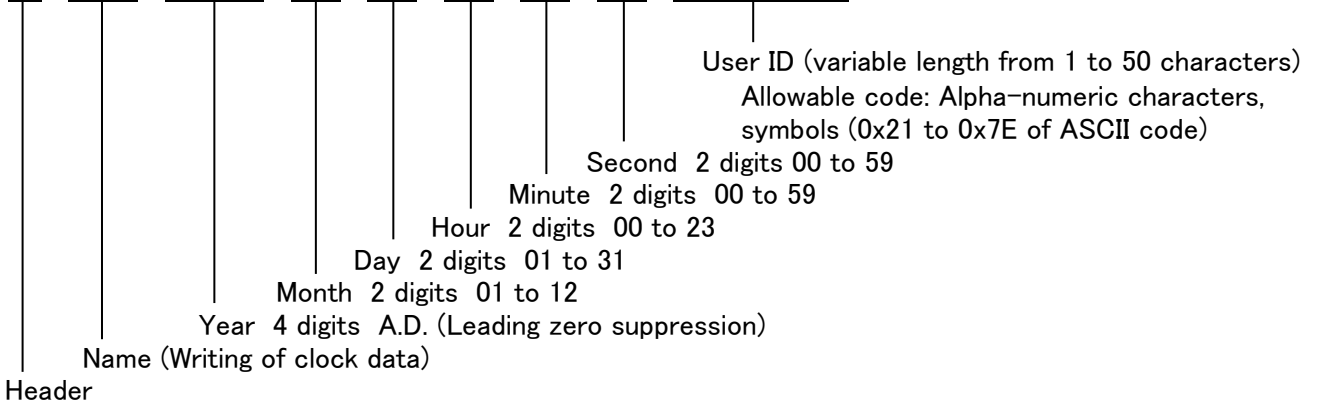 User ID (variable length from 1 to 50 characters)
Allowable code: Alpha-numeric characters,
symbols (0x21 to 0x7E of ASCII code)
Second 2 digits 00 to 59
Minute 2 digits 00 to 59
Hour 2 digits 00 to 23
Day 2 digits 01 to 31
Month 2 digits 01 to 12
Year 4 digits A.D. (Leading zero suppression)
Name (Writing of clock data)
Header